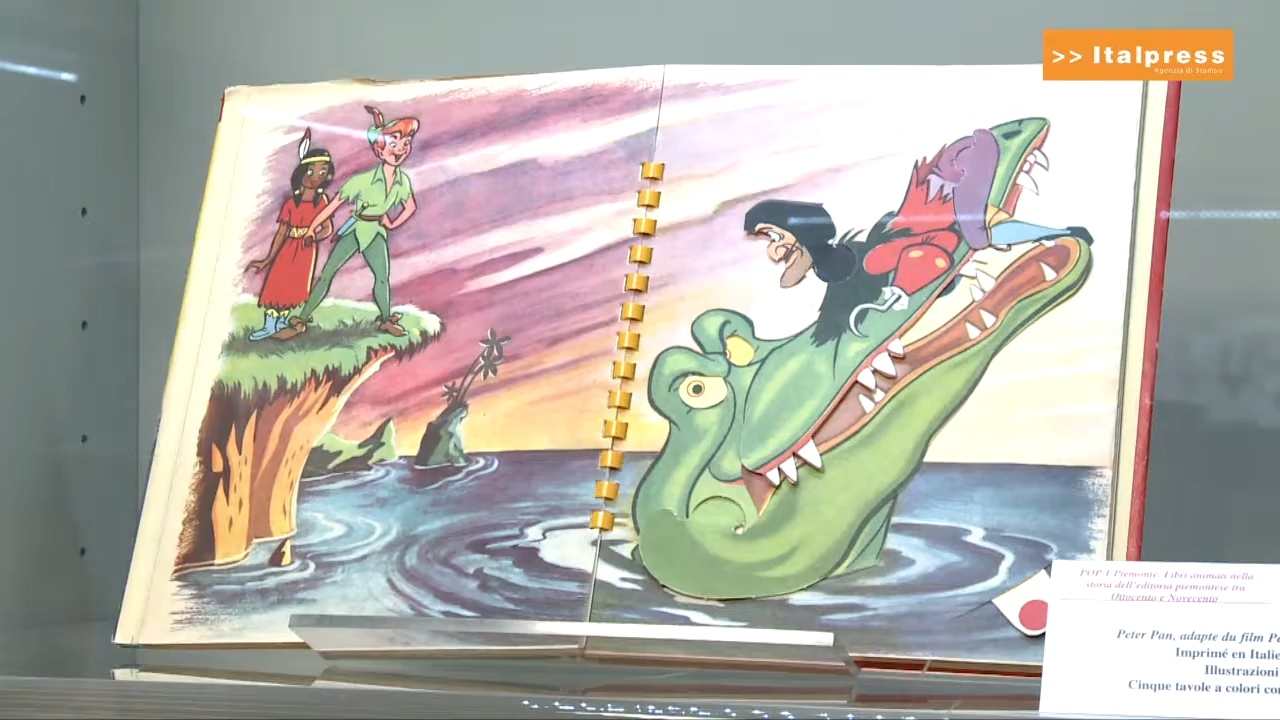 >> Italpress
Agenzia di Stampa
POP-UP Piemonte. Libri animati nella
storia dell'editoria piemontese tra
Ottocento e Novecento
Peter Pan, adapte du film
Imprimé en Italie
Illustrazioni
Cinque tavole a colori